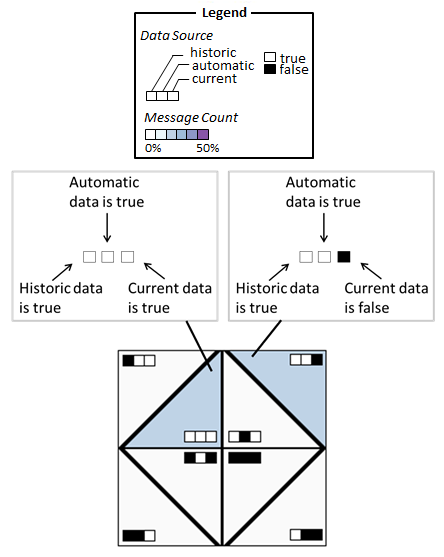 Legend
Data Source
historic
automatic
current
true
false
Message Count
0% 50%
Automatic
data is true
Historic data
is true
Current data
is true
Automatic
data is true
Historic data
is true
Current data
is false